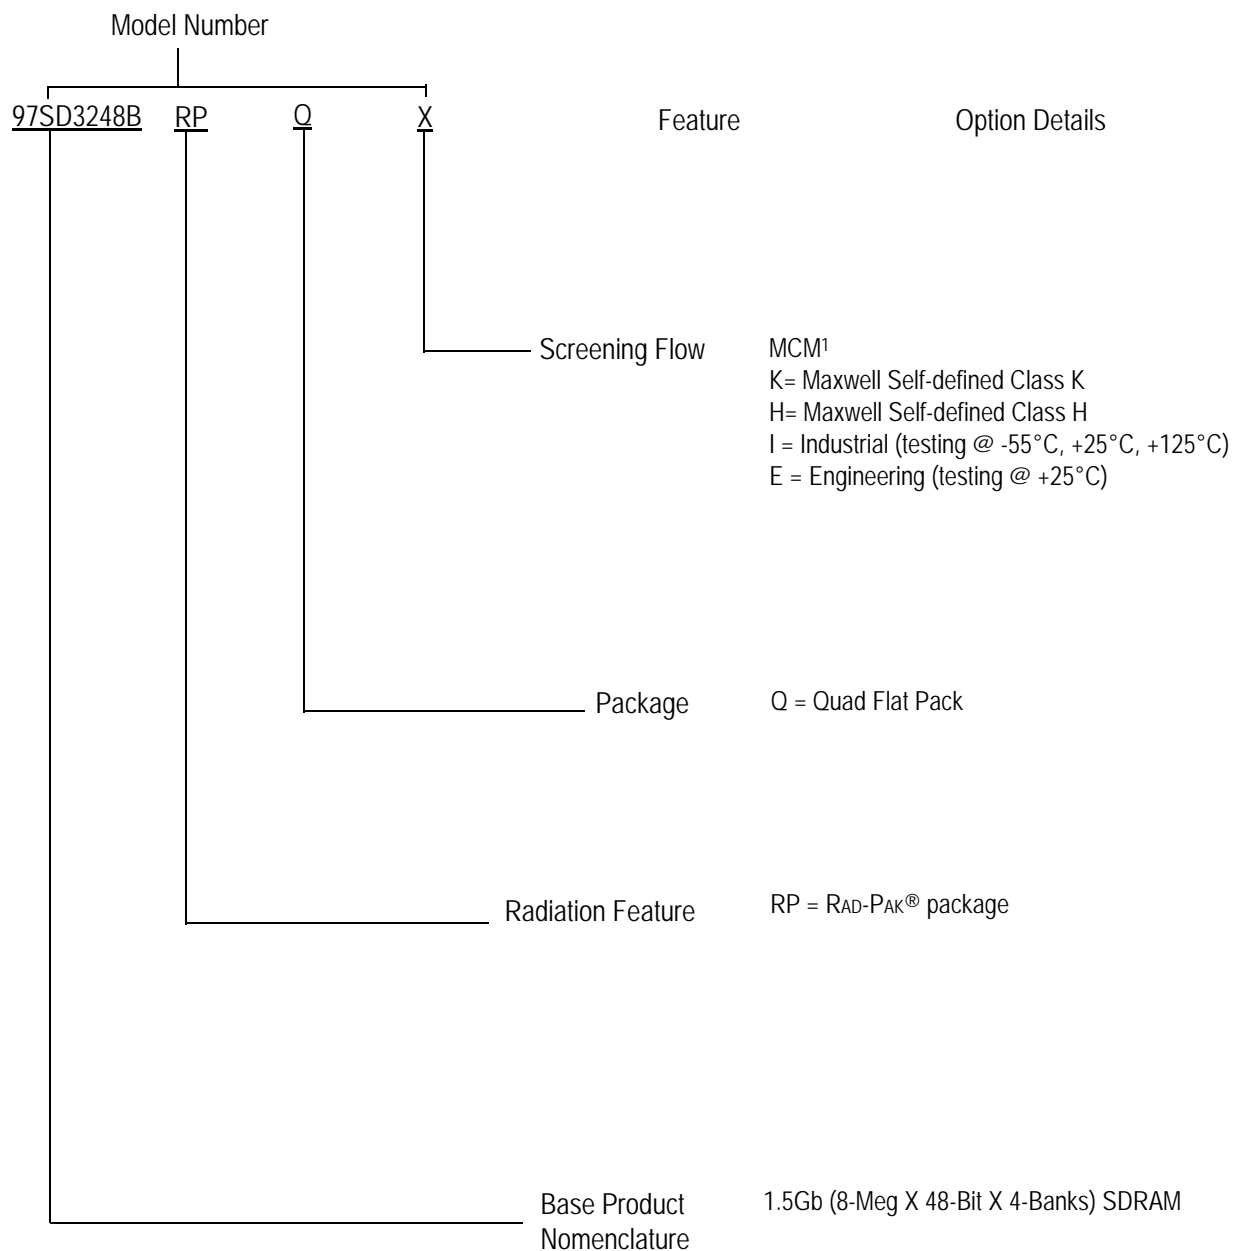 Model Number
97SD3248B RP Q X Feature Option Details
Screening Flow MCM¹
K= Maxwell Self-defined Class K
H= Maxwell Self-defined Class H
I = Industrial (testing @ -55°C, +25°C, +125°C)
E = Engineering (testing @ +25°C)
Package Q = Quad Flat Pack
Radiation Feature RP = RAD-PAK® package
Base Product 1.5Gb (8-Meg X 48-Bit X 4-Banks) SDRAM
Nomenclature